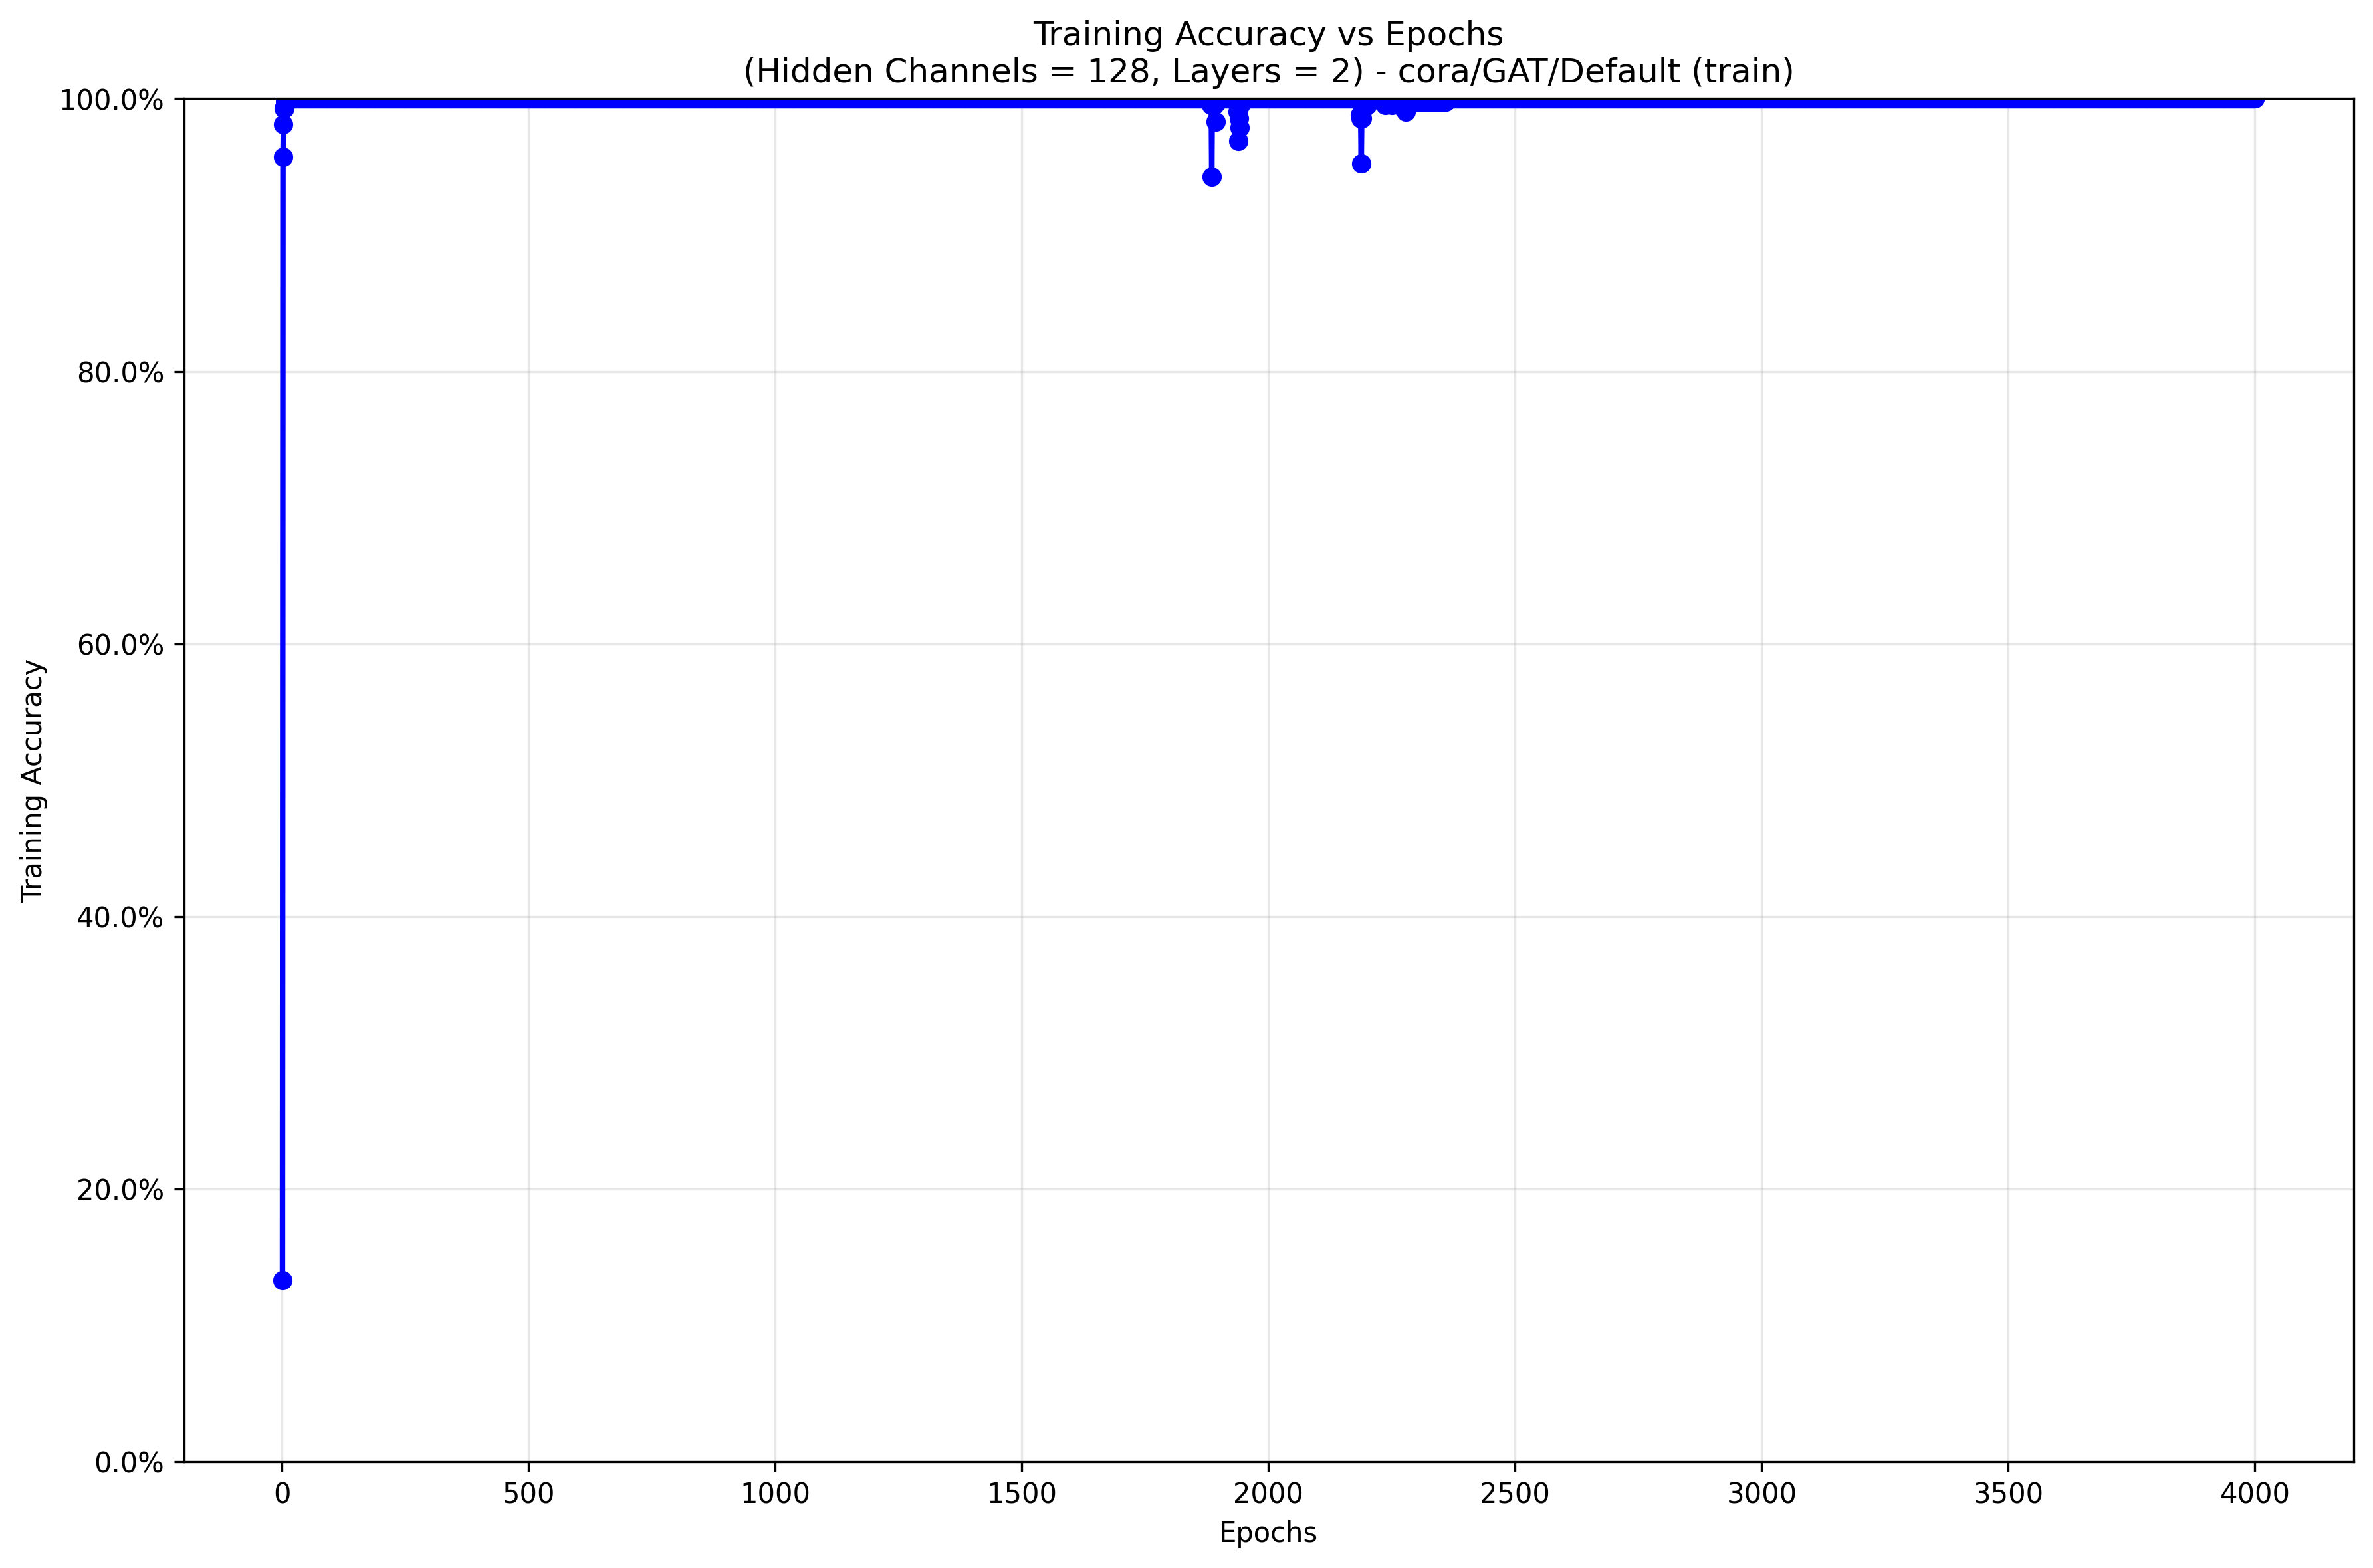 Training Accuracy vs Epochs
(Hidden Channels = 128, Layers = 2) - cora/GAT/Default (train)
Training Accuracy
100.0%
80.0%
60.0%
40.0%
20.0%
0.0%
0 500 1000 1500 2000 2500 3000 3500 4000
Epochs